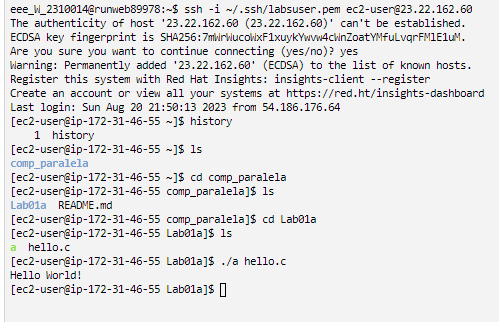 eee_W_2310014@runweb89978:~$ ssh -i ~/.ssh/labsuser.pem ec2-user@23.22.162.60
The authenticity of host '23.22.162.60 (23.22.162.60)' can't be established.
ECDSA key fingerprint is SHA256:7mWrWucoWxF1xuykYwvw4cWnZoatYMfuLvqrFMlE1uM.
Are you sure you want to continue connecting (yes/no)? yes
Warning: Permanently added '23.22.162.60' (ECDSA) to the list of known hosts.
Register this system with Red Hat Insights: insights-client --register
Create an account or view all your systems at https://red.ht/insights-dashboard
Last login: Sun Aug 20 21:50:13 2023 from 54.186.176.64
[ec2-user@ip-172-31-46-55 ~]$ history
    1  history
[ec2-user@ip-172-31-46-55 ~]$ ls
comp_paralela
[ec2-user@ip-172-31-46-55 ~]$ cd comp_paralela
[ec2-user@ip-172-31-46-55 comp_paralela]$ ls
Lab01a  README.md
[ec2-user@ip-172-31-46-55 comp_paralela]$ cd Lab01a
[ec2-user@ip-172-31-46-55 Lab01a]$ ls
a  hello.c
[ec2-user@ip-172-31-46-55 Lab01a]$ ./a hello.c
Hello World!
[ec2-user@ip-172-31-46-55 Lab01a]$